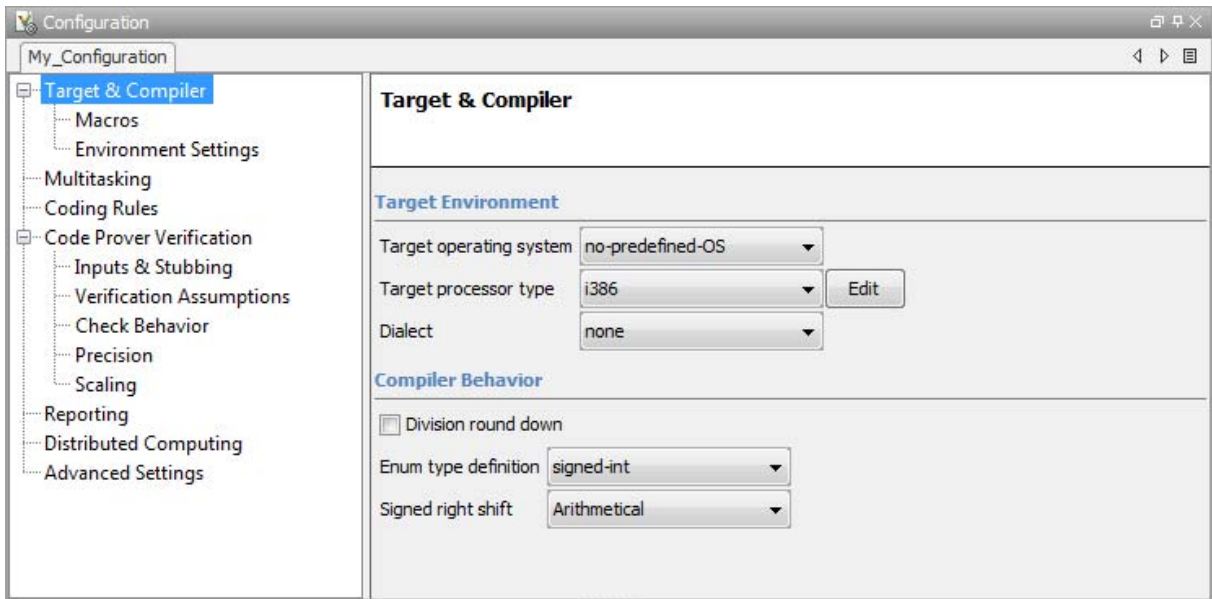 Configuration
My_Configuration
Target & Compiler
Macros
Environment Settings
Multitasking
Coding Rules
Code Prover Verification
Inputs & Stubbing
Verification Assumptions
Check Behavior
Precision
Scaling
Reporting
Distributed Computing
Advanced Settings
Target & Compiler
Target Environment
Target operating system no-predefined-OS
Target processor type i386 Edit
Dialect none
Compiler Behavior
Division round down
Enum type definition signed-int
Signed right shift Arithmetical